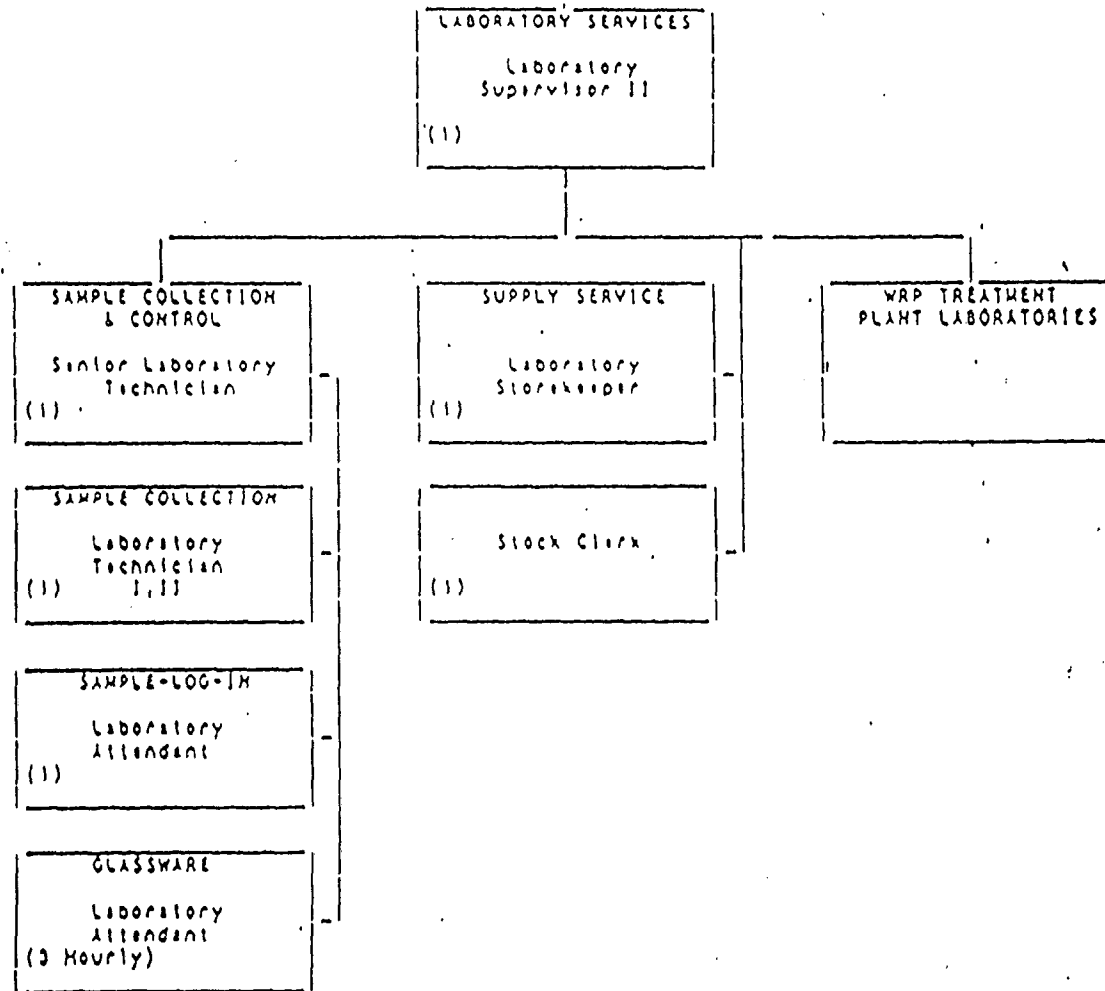 LABORATORY SERVICES
Laboratory
Supervisor II
(1)
SAMPLE COLLECTION
& CONTROL
Senior Laboratory
Technician
(1)
SAMPLE COLLECTION
Laboratory
Technician
I,II
SAMPLE-LOG-IN
Laboratory
Attendant
(1)
GLASSWARE
Laboratory
Attendant
Hourly)
SUPPLY SERVICE
Laboratory
Storekeeper
(1)
Stock Clerk
(1)
WRP TREATMENT
PLANT LABORATORIES